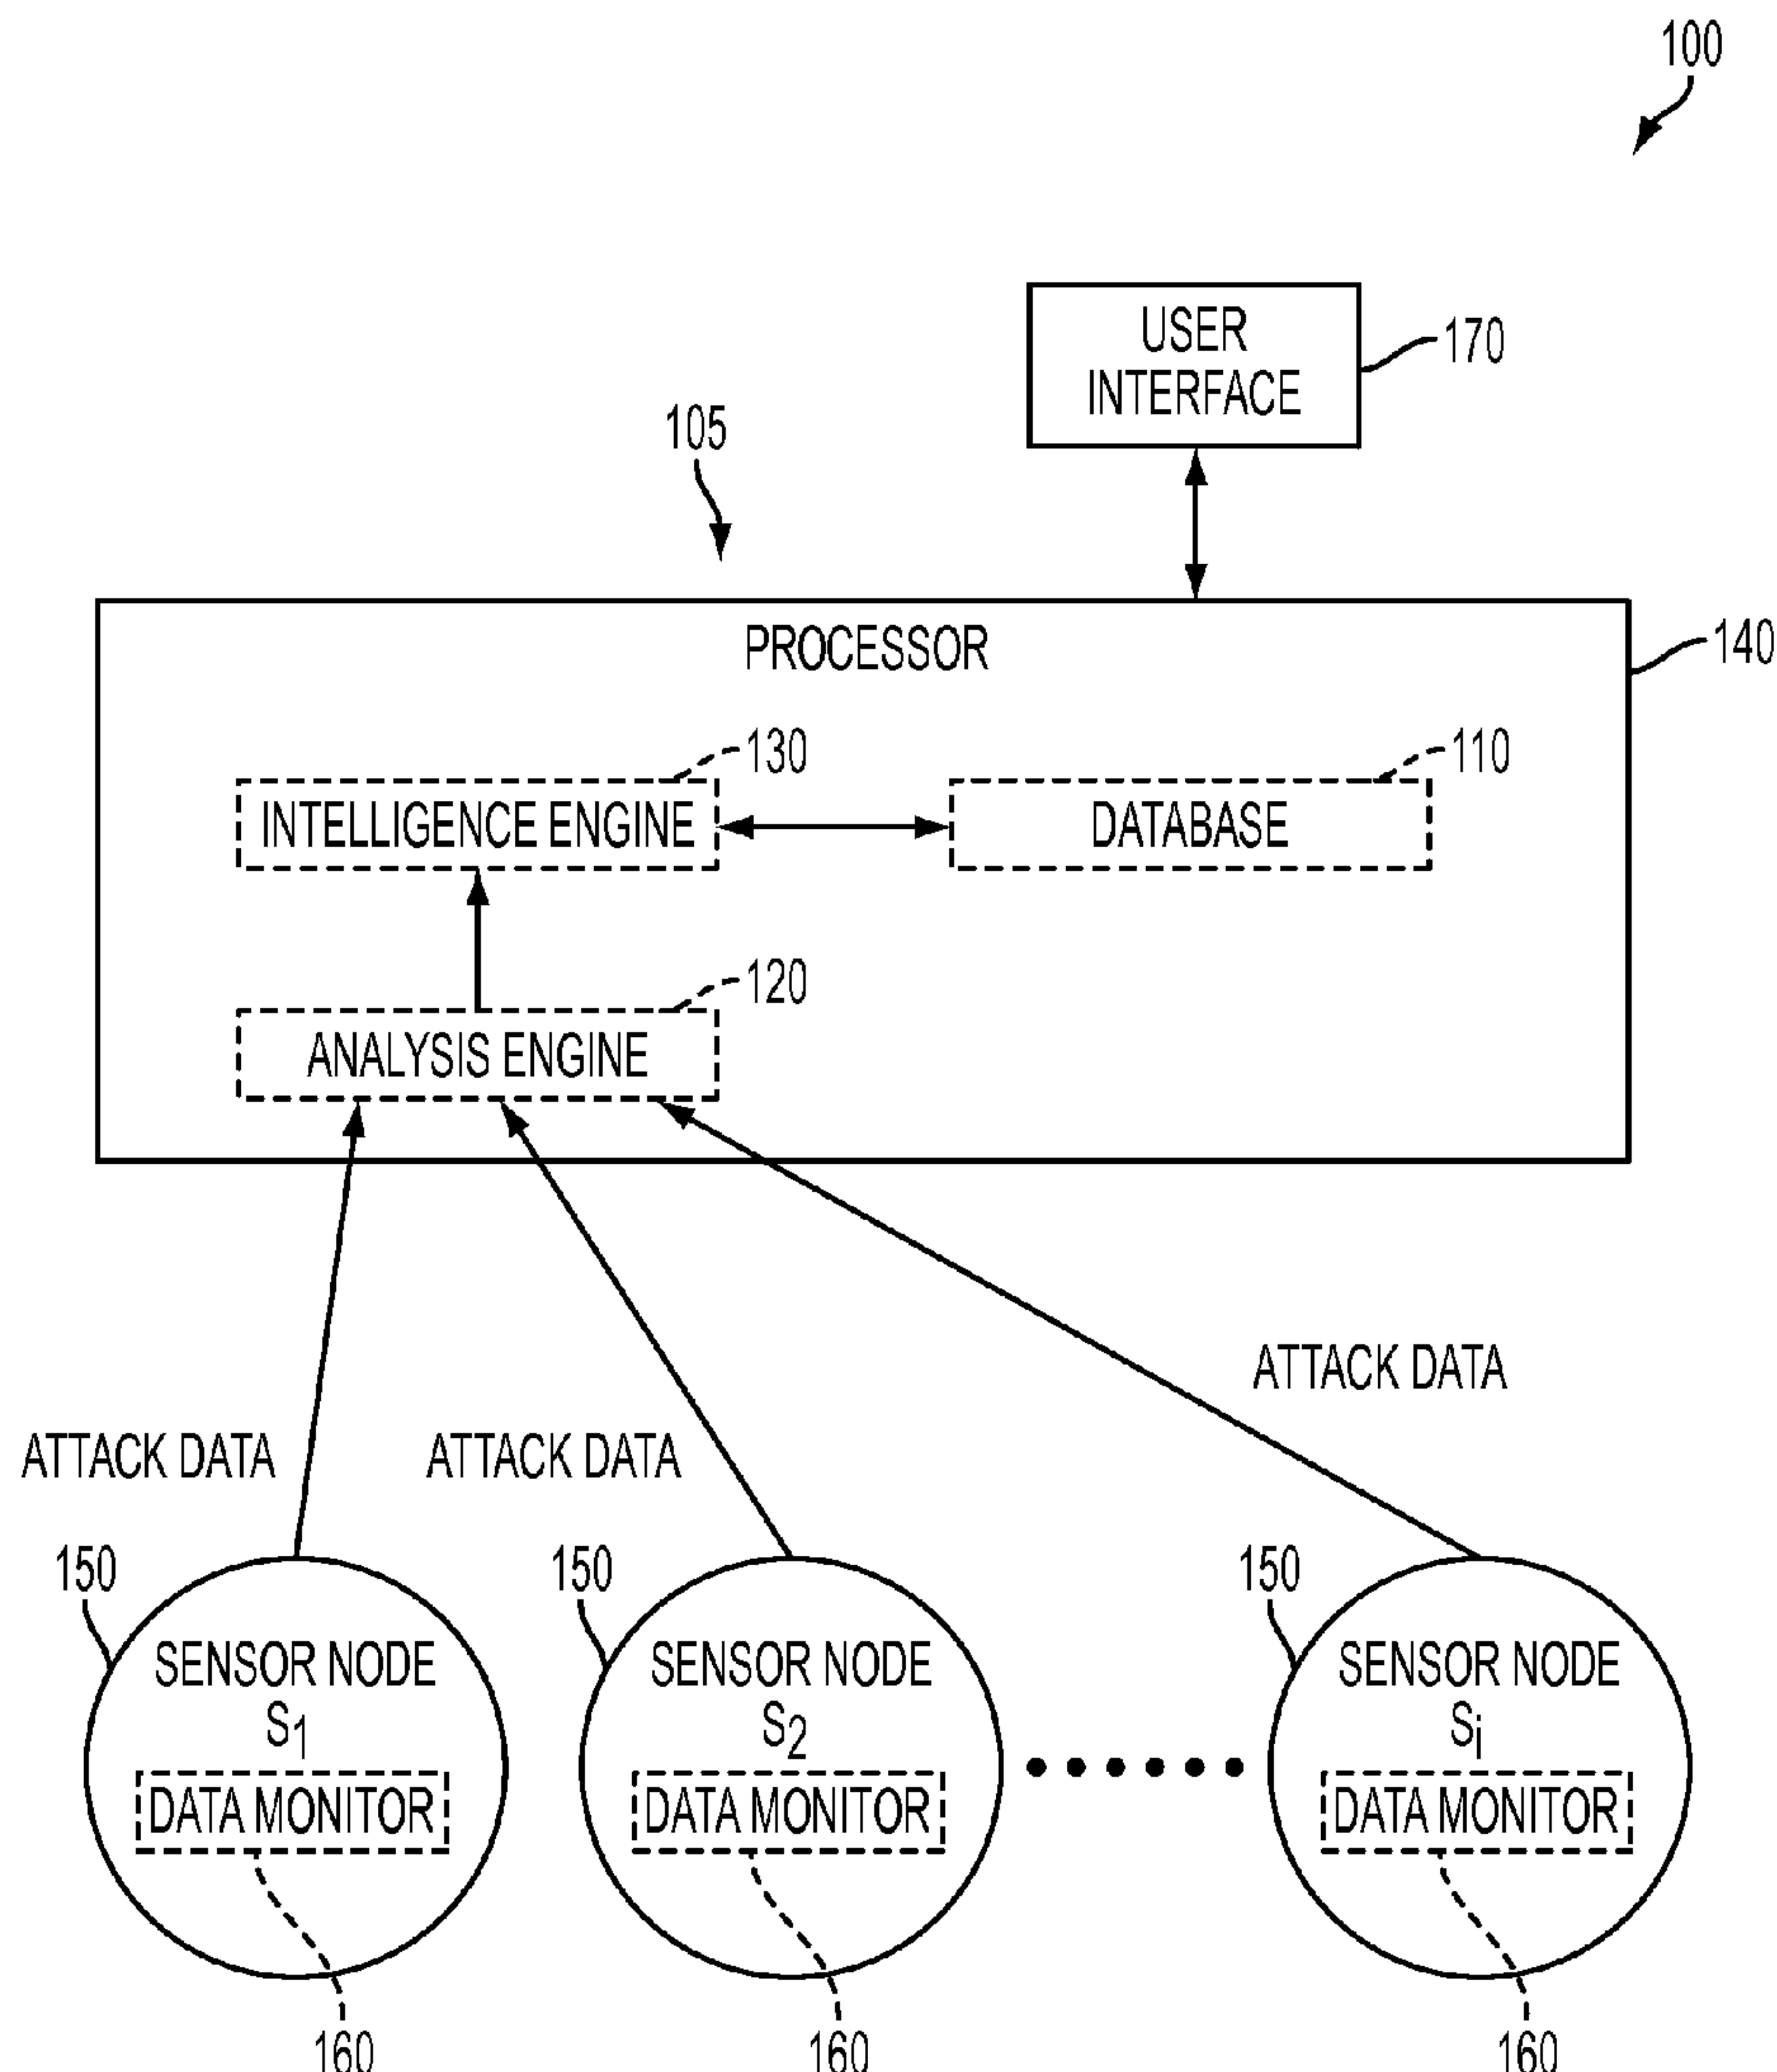 100
USER
INTERFACE
170
105
PROCESSOR
140
130
110
INTELLIGENCE ENGINE
DATABASE
120
ANALYSIS ENGINE
ATTACK DATA
ATTACK DATA
ATTACK DATA
150
150
150
SENSOR NODE
S1
DATA MONITOR
SENSOR NODE
S2
DATA MONITOR
SENSOR NODE
Si
DATA MONITOR
160
160
160